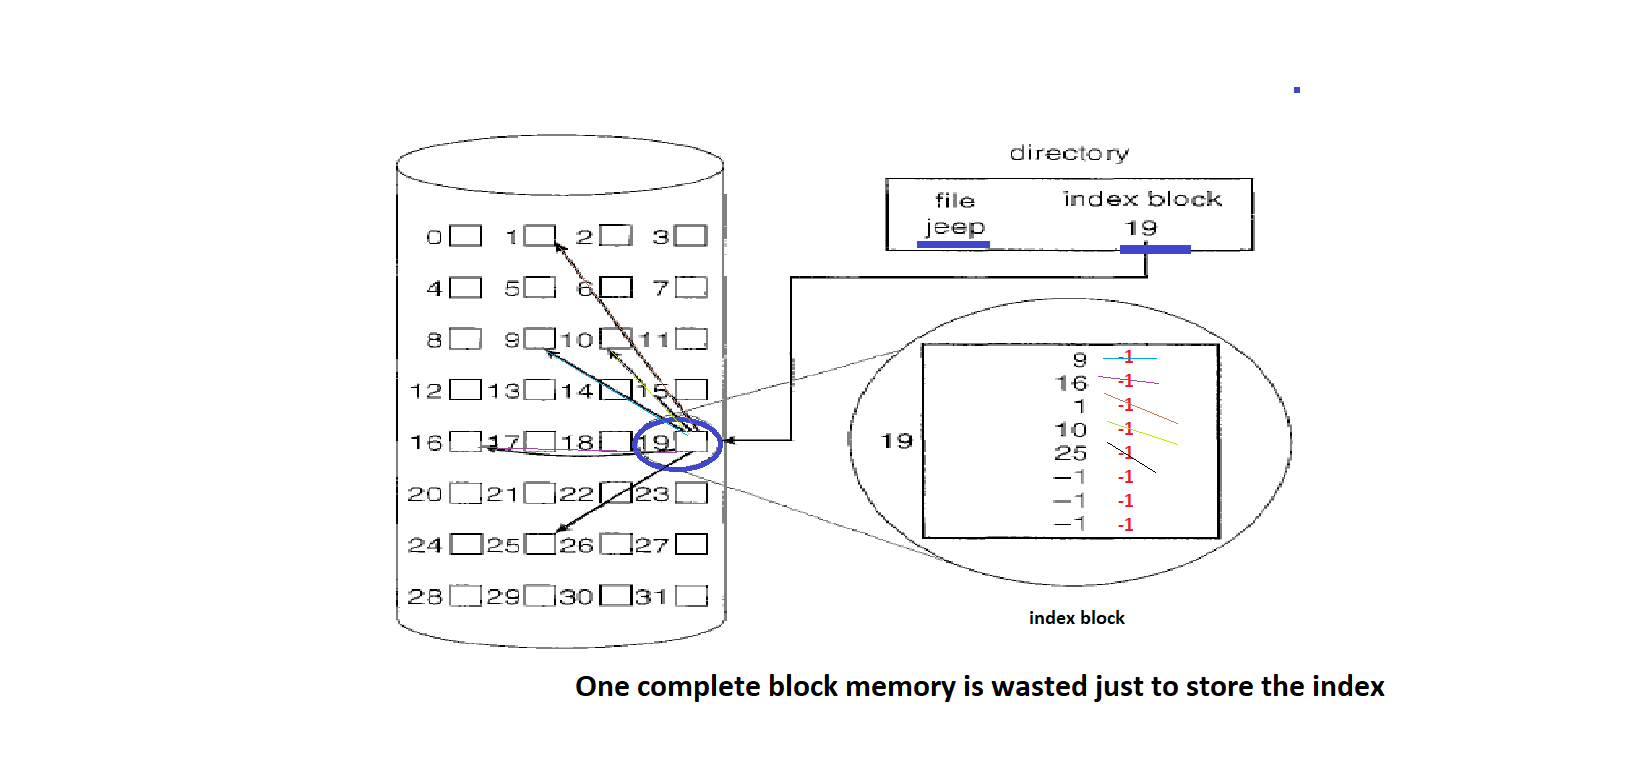 directory
file index block
jeep 19
0 1 2 3
4 5 6 7
8 9 10 11
12 13 14 15
16 17 18 19
20 21 22 23
24 25 26 27
28 29 30 31
19
9 -1
16 -1
1 -1
10 -1
25 -1
-1 -1
-1 -1
-1 -1
index block
One complete block memory is wasted just to store the index